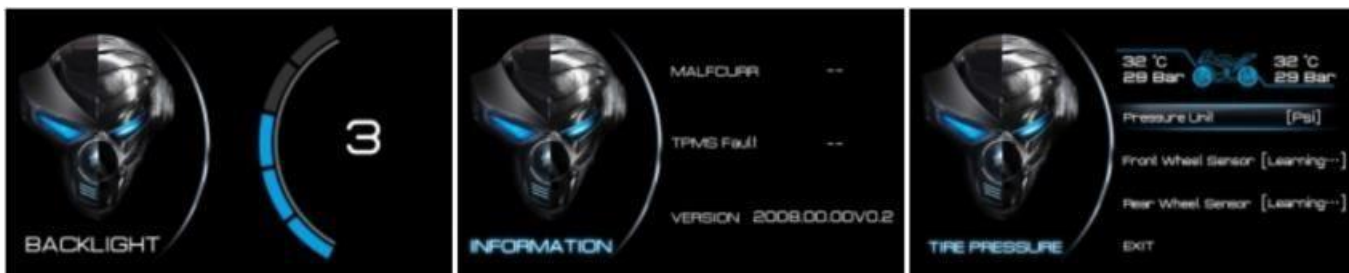 3
BACKLIGHT
MALFCURR --
TPMS Fault --
VERSION 2008.00.00V0.2
INFORMATION
32 °C 32 °C
29 Bar 29 Bar
Pressure Unit [Psi]
Front Wheel Sensor [Learning···]
Rear Wheel Sensor [Learning···]
TIRE PRESSURE
EXIT